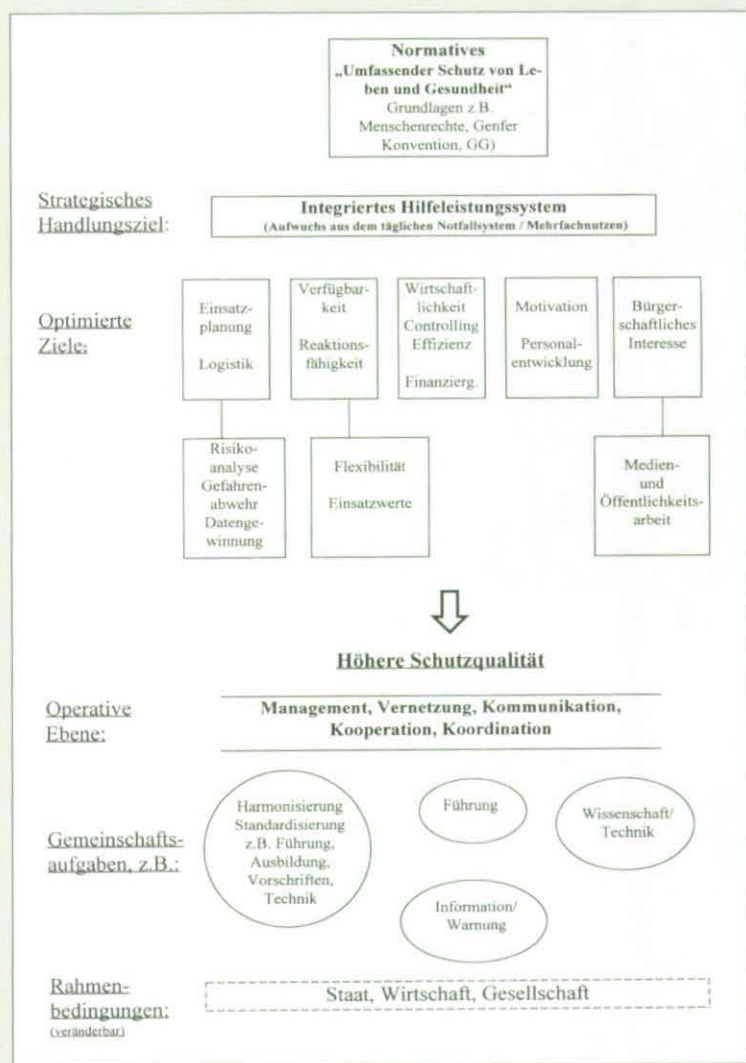 Normatives
„Umfassender Schutz von Le-
ben und Gesundheit“
Grundlagen z.B.
Menschenrechte, Genfer
Konvention, GG)
Strategisches
Handlungsziel:
Integriertes Hilfeleistungssystem
(Aufwuchs aus dem täglichen Notfallsystem / Mehrfachnutzen)
Optimierte
Ziele:
Einsatz-
planung
Logistik
Verfügbar-
keit
Reaktions-
fähigkeit
Wirtschaft-
lichkeit
Controlling
Effizienz
Finanzierg.
Motivation
Personal-
entwicklung
Bürger-
schaftliches
Interesse
Risiko-
analyse
Gefahren-
abwehr
Datenge-
winnung
Flexibilität
Einsatzwerte
Medien-
und
Öffentlichkeits-
arbeit
Höhere Schutzqualität
Operative
Ebene:
Management, Vernetzung, Kommunikation,
Kooperation, Koordination
Gemeinschafts-
aufgaben, z.B.:
Harmonisierung
Standardisierung
z.B. Führung,
Ausbildung,
Vorschriften,
Technik
Führung
Wissenschaft/
Technik
Information/
Warnung
Rahmen-
bedingungen:
(veränderbar)
Staat, Wirtschaft, Gesellschaft